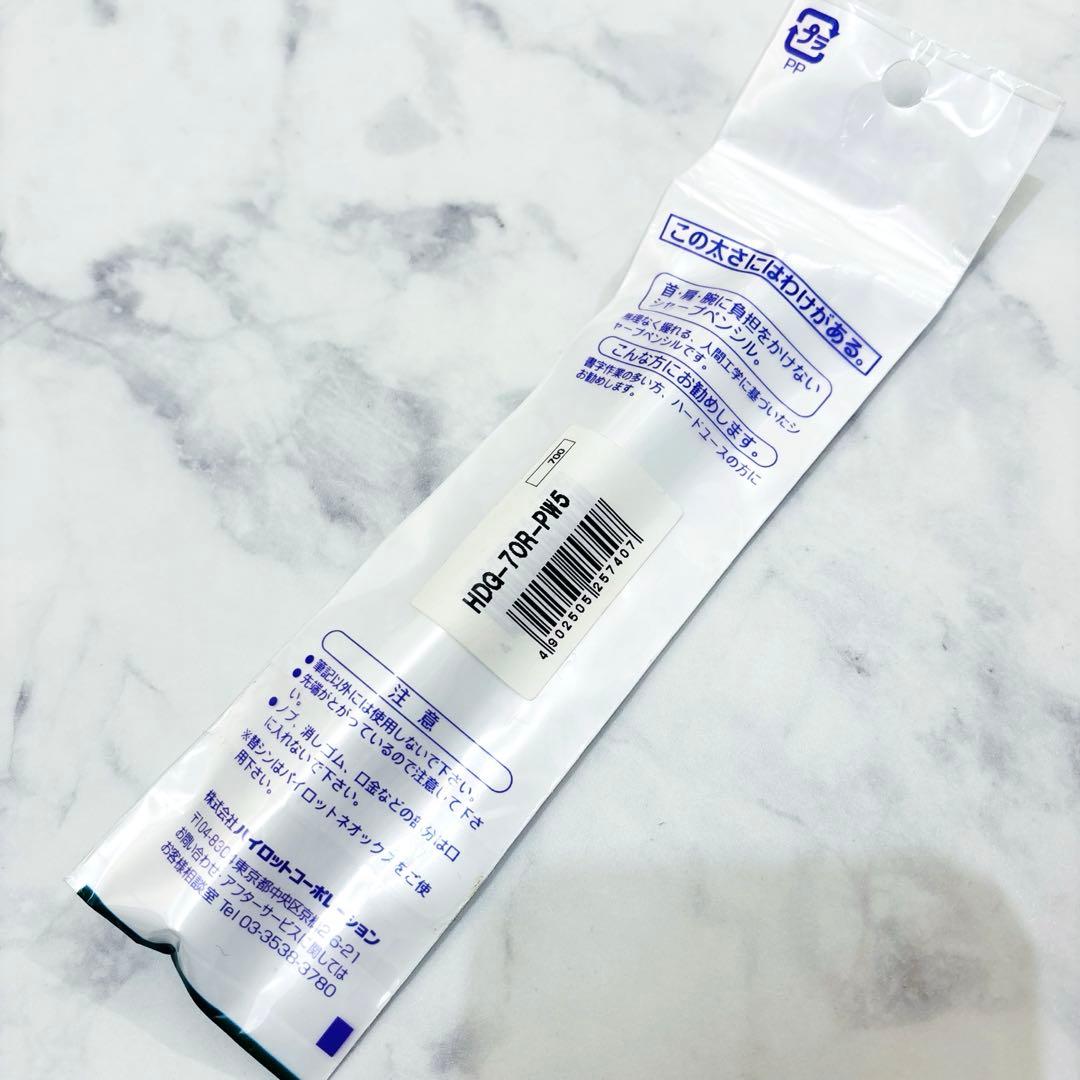 プラ
PP
この太さにはわけがある。
首・肩・腕に負担をかけない
シャープペンシル。
無理なく握れる、人間工学に基づいたシ
ャープペンシルです。
こんな方にお勧めします。
書字作業の多い方、ハードユースの方に
お勧めします。
700
HDG-70R-PW5
4902505257407
注意
●筆記以外には使用しないで下さい。
●先端がとがっているので注意して下さ
い。
●ノブ、消しゴム、口金などの部分は口
に入れないで下さい。
※替シンはパイロットネオックスをご使
用下さい。
株式会社パイロットコーポレーション
〒104-8304東京都中央区京橋2-6-21
お問い合わせ・アフターサービスに関しては
お客様相談室 Tel 03-3538-3780